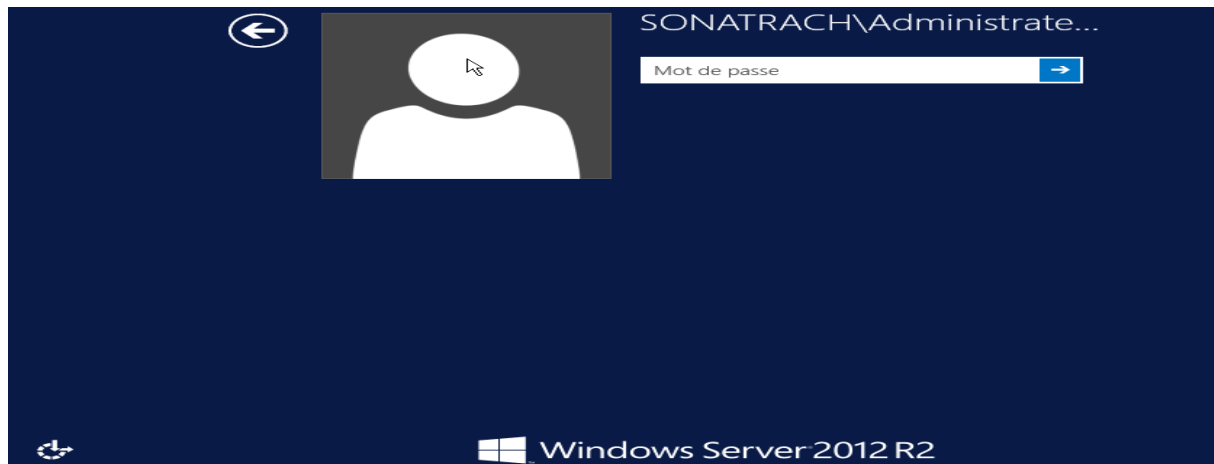 SONATRACH\Administrate...
Mot de passe
Windows Server 2012 R2